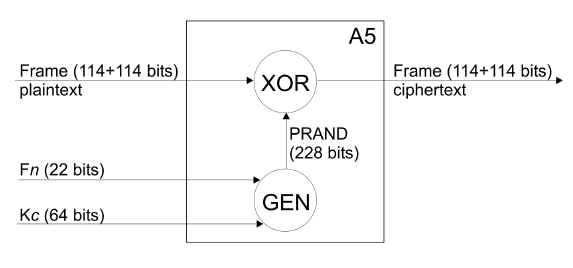 A5
Frame (114+114 bits)
plaintext
XOR
Frame (114+114 bits)
ciphertext
PRAND
(228 bits)
Fn (22 bits)
GEN
Kc (64 bits)